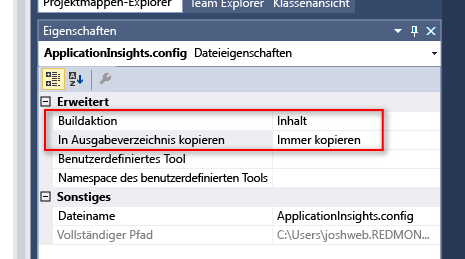 Projektmappen-Explorer Team Explorer Klassenansicht
Eigenschaften
ApplicationInsights.config Dateieigenschaften
Erweitert
Buildaktion Inhalt
In Ausgabeverzeichnis kopieren Immer kopieren
Benutzerdefiniertes Tool
Namespace des benutzerdefinierten Tools
Sonstiges
Dateiname ApplicationInsights.config
Vollständiger Pfad C:\Users\joshweb.REDMON...